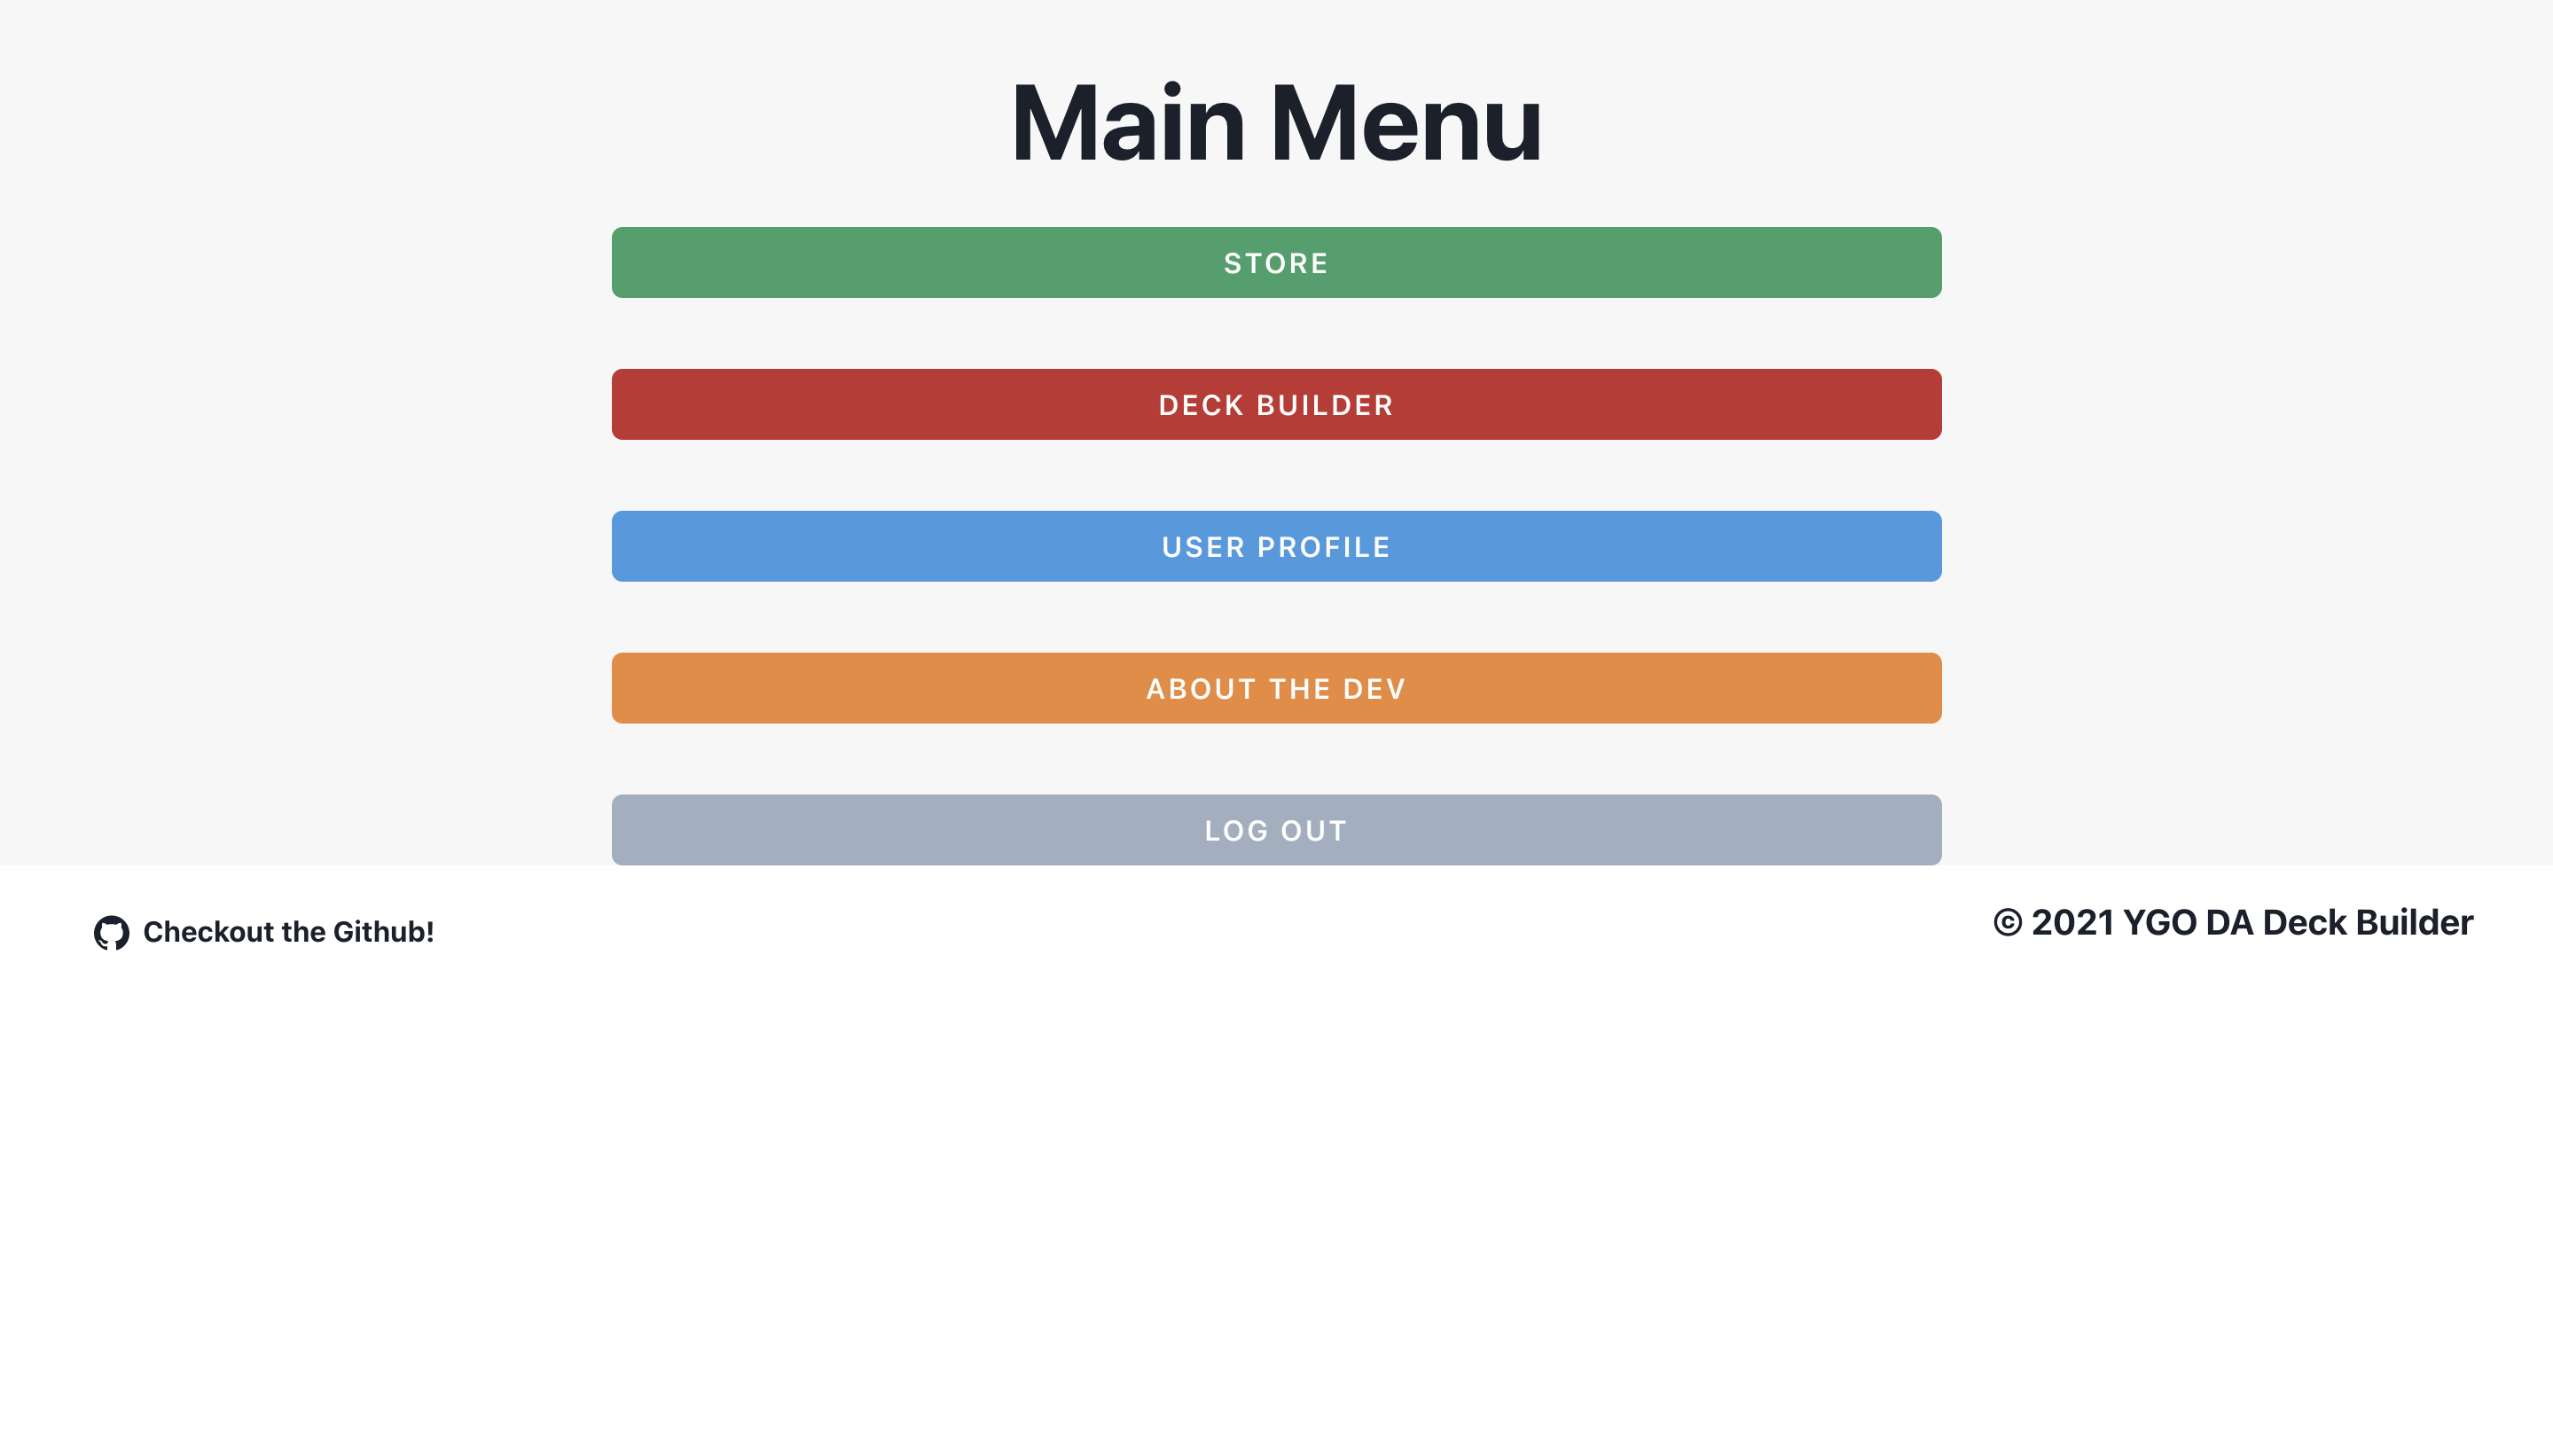 Main Menu
STORE
DECK BUILDER
USER PROFILE
ABOUT THE DEV
LOG OUT
Checkout the Github!
© 2021 YGO DA Deck Builder